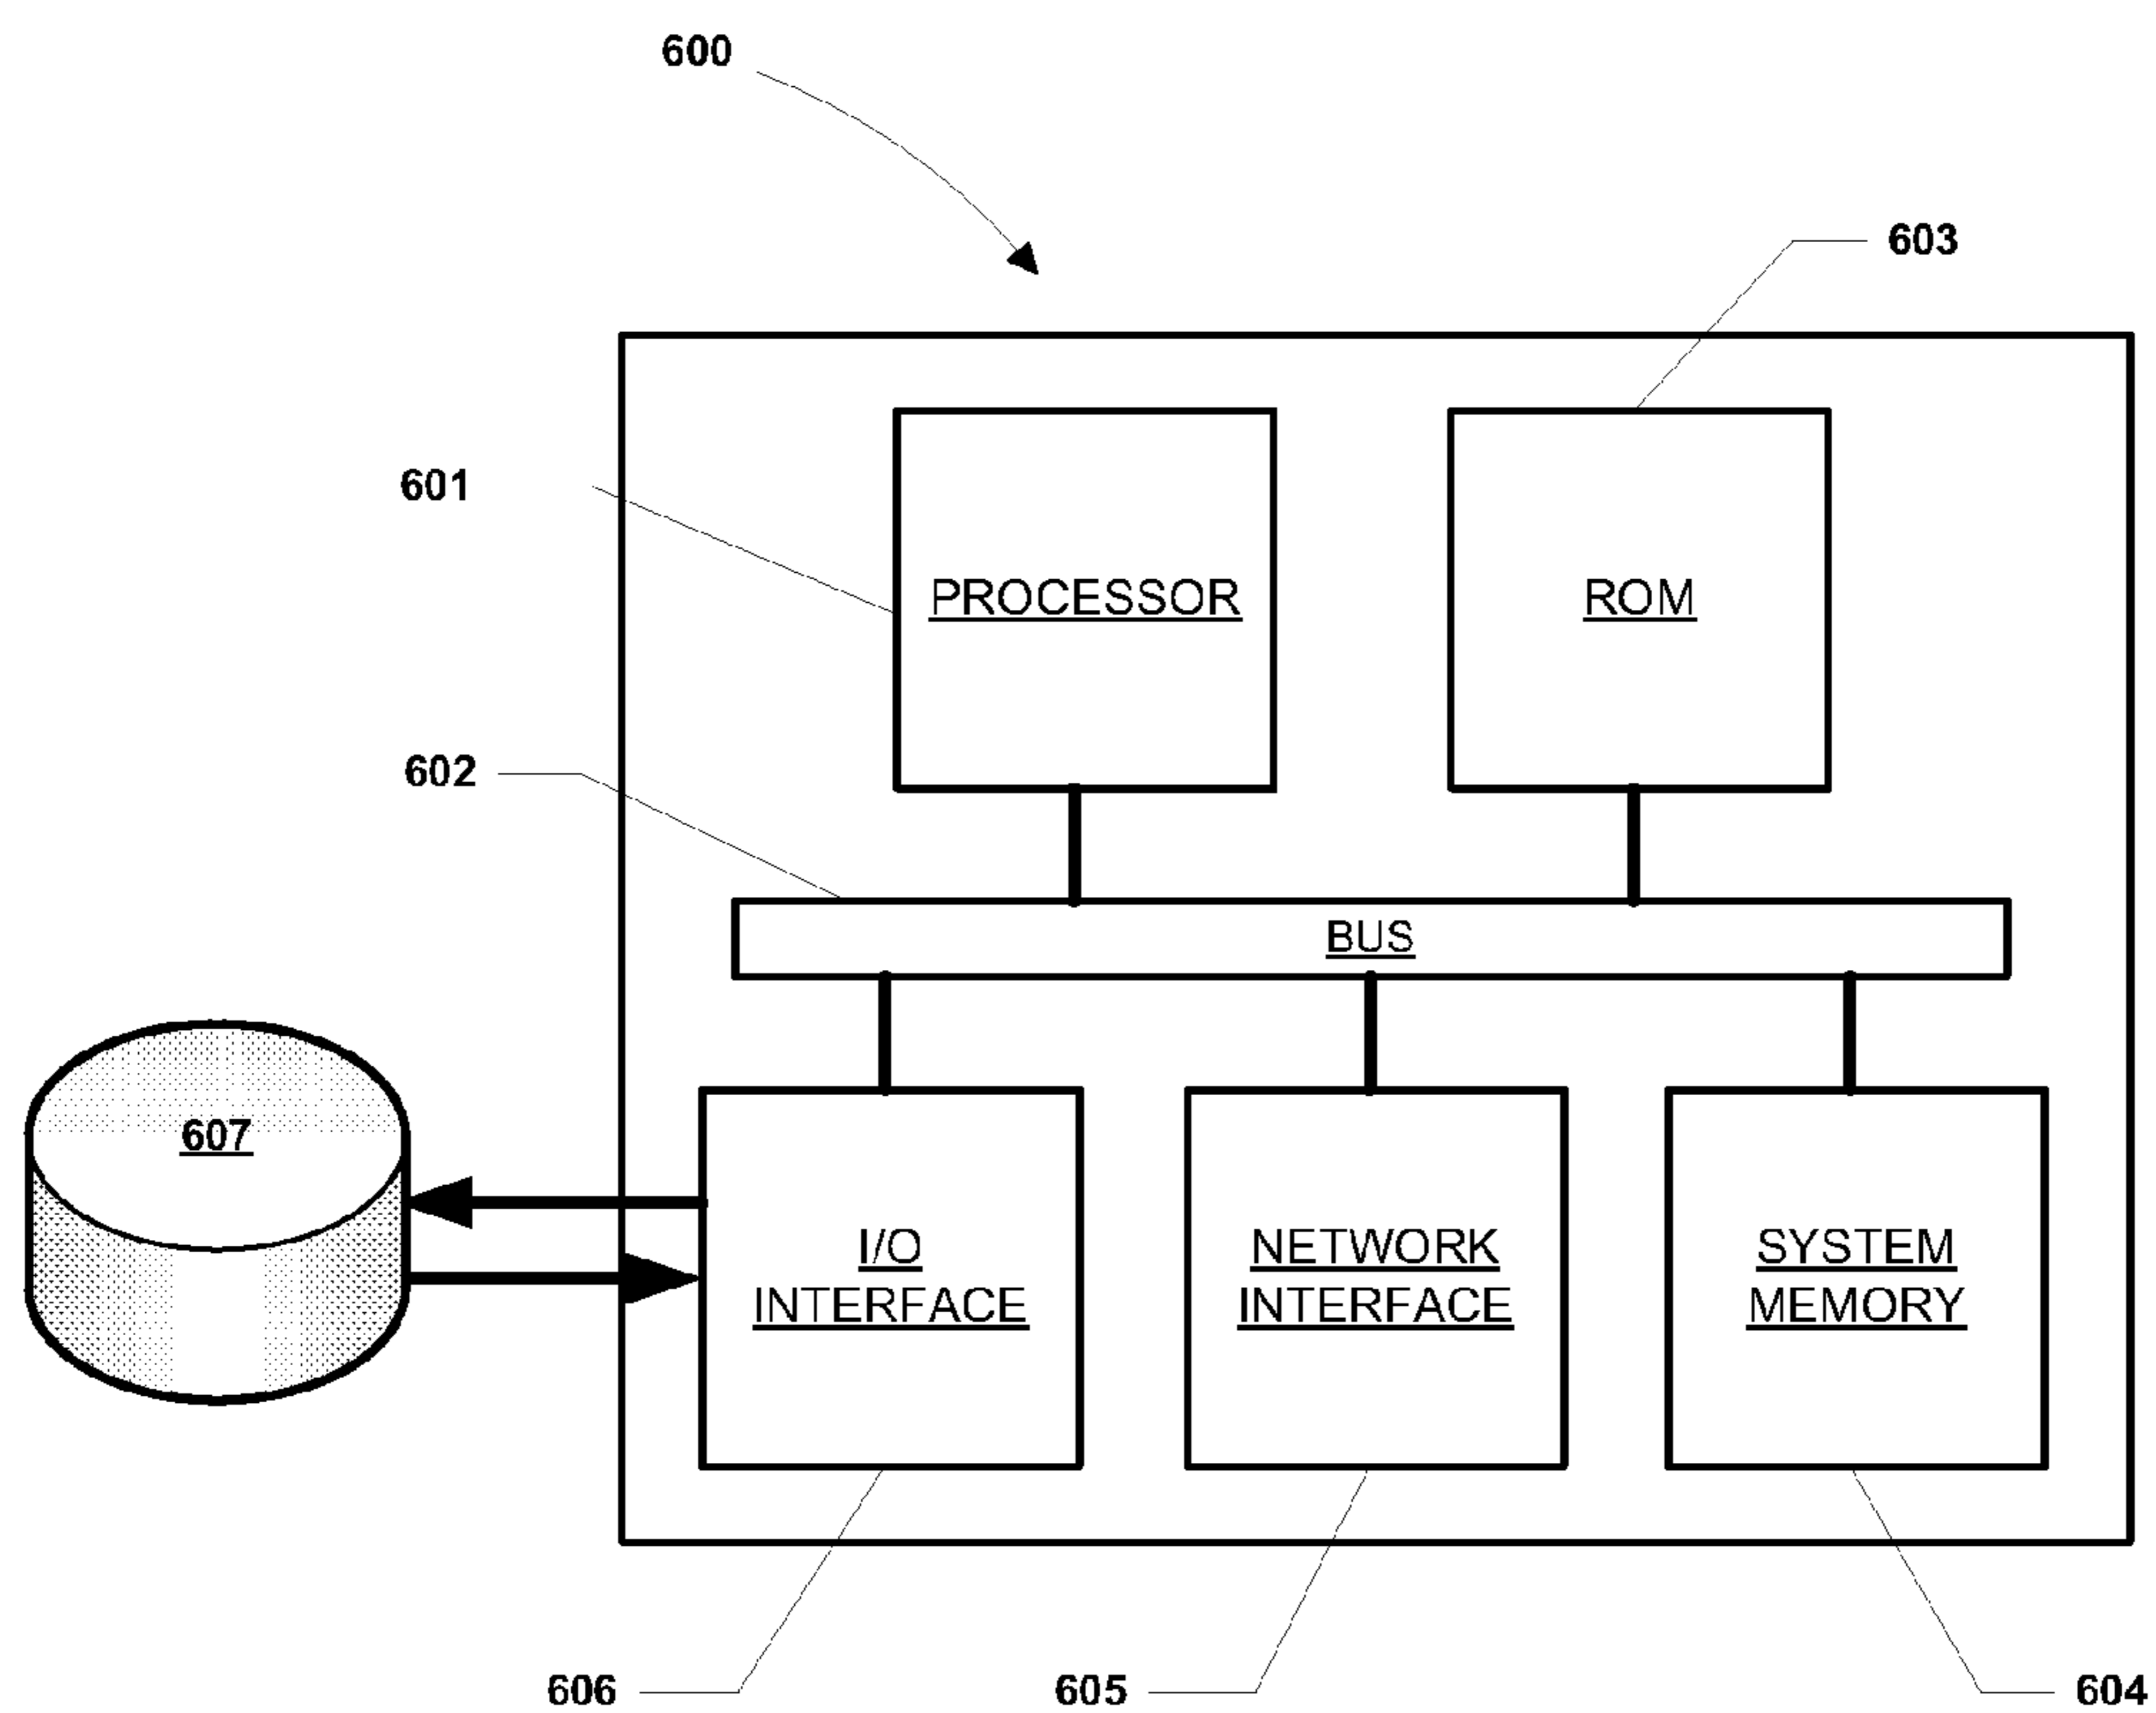 600
603
601
PROCESSOR
ROM
602
BUS
607
I/O
INTERFACE
NETWORK
INTERFACE
SYSTEM
MEMORY
606
605
604